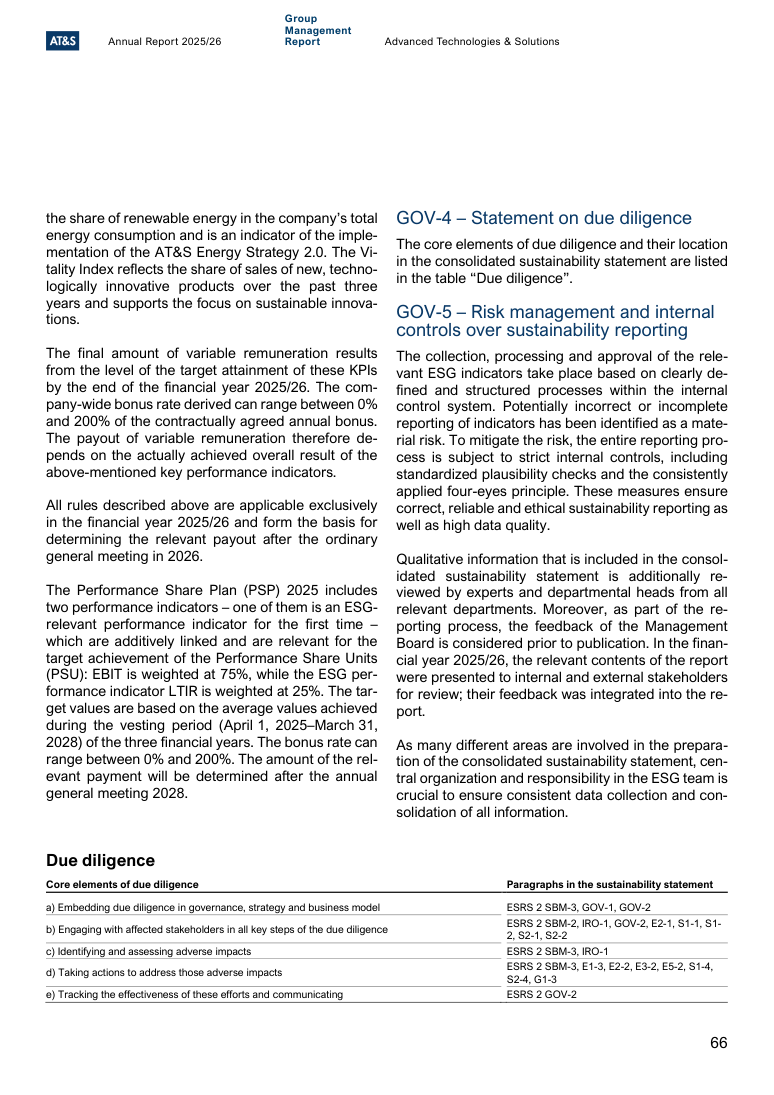 AT&S
Annual Report 2025/26
Group
Management
Report
Advanced Technologies & Solutions
the share of renewable energy in the company's total
energy consumption and is an indicator of the imple-
mentation of the AT&S Energy Strategy 2.0. The Vi-
tality Index reflects the share of sales of new, techno-
logically innovative products over the past three
years and supports the focus on sustainable innova-
tions.
The final amount of variable remuneration results
from the level of the target attainment of these KPIs
by the end of the financial year 2025/26. The com-
pany-wide bonus rate derived can range between 0%
and 200% of the contractually agreed annual bonus.
The payout of variable remuneration therefore de-
pends on the actually achieved overall result of the
above-mentioned key performance indicators.
All rules described above are applicable exclusively
in the financial year 2025/26 and form the basis for
determining the relevant payout after the ordinary
general meeting in 2026.
The Performance Share Plan (PSP) 2025 includes
two performance indicators – one of them is an ESG-
relevant performance indicator for the first time –
which are additively linked and are relevant for the
target achievement of the Performance Share Units
(PSU): EBIT is weighted at 75%, while the ESG per-
formance indicator LTIR is weighted at 25%. The tar-
get values are based on the average values achieved
during the vesting period (April 1, 2025–March 31,
2028) of the three financial years. The bonus rate can
range between 0% and 200%. The amount of the rel-
evant payment will be determined after the annual
general meeting 2028.
GOV-4 – Statement on due diligence
The core elements of due diligence and their location
in the consolidated sustainability statement are listed
in the table “Due diligence”.
GOV-5 – Risk management and internal
controls over sustainability reporting
The collection, processing and approval of the rele-
vant ESG indicators take place based on clearly de-
fined and structured processes within the internal
control system. Potentially incorrect or incomplete
reporting of indicators has been identified as a mate-
rial risk. To mitigate the risk, the entire reporting pro-
cess is subject to strict internal controls, including
standardized plausibility checks and the consistently
applied four-eyes principle. These measures ensure
correct, reliable and ethical sustainability reporting as
well as high data quality.
Qualitative information that is included in the consol-
idated sustainability statement is additionally re-
viewed by experts and departmental heads from all
relevant departments. Moreover, as part of the re-
porting process, the feedback of the Management
Board is considered prior to publication. In the finan-
cial year 2025/26, the relevant contents of the report
were presented to internal and external stakeholders
for review; their feedback was integrated into the re-
port.
As many different areas are involved in the prepara-
tion of the consolidated sustainability statement, cen-
tral organization and responsibility in the ESG team is
crucial to ensure consistent data collection and con-
solidation of all information.
Due diligence
Core elements of due diligence
Paragraphs in the sustainability statement
a) Embedding due diligence in governance, strategy and business model
ESRS 2 SBM-3, GOV-1, GOV-2
b) Engaging with affected stakeholders in all key steps of the due diligence
ESRS 2 SBM-2, IRO-1, GOV-2, E2-1, S1-1, S1-
2, S2-1, S2-2
c) Identifying and assessing adverse impacts
ESRS 2 SBM-3, IRO-1
d) Taking actions to address those adverse impacts
ESRS 2 SBM-3, E1-3, E2-2, E3-2, E5-2, S1-4,
S2-4, G1-3
e) Tracking the effectiveness of these efforts and communicating
ESRS 2 GOV-2
66